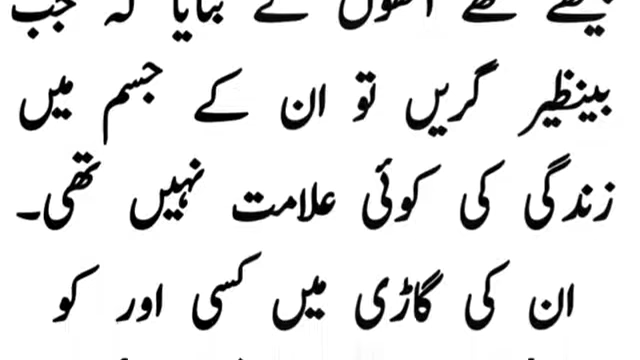 تھے انھوں نے بتایا کہ جب
بینظیر گریں تو ان کے جسم میں
زندگی کی کوئی علامت نہیں تھی۔
ان کی گاڑی میں کسی اور کو